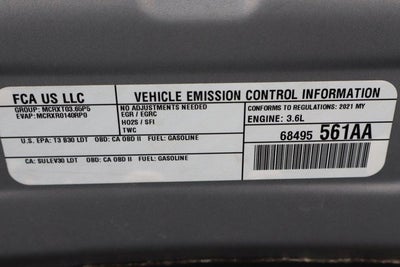 FCA US LLC
VEHICLE EMISSION CONTROL INFORMATION
GROUP: MCRXT03.65P5
EVAP: MCRXR0140RP0
NO ADJUSTMENTS NEEDED
EGR / EGRC
HO2S / SFI
TWC
CONFORMS TO REGULATIONS: 2021 MY
ENGINE: 3.6L
68495 561AA
U.S. EPA: T3 B30 LDT OBD: CA OBD II FUEL: GASOLINE
CA: SULEV30 LDT OBD: CA OBD II FUEL: GASOLINE